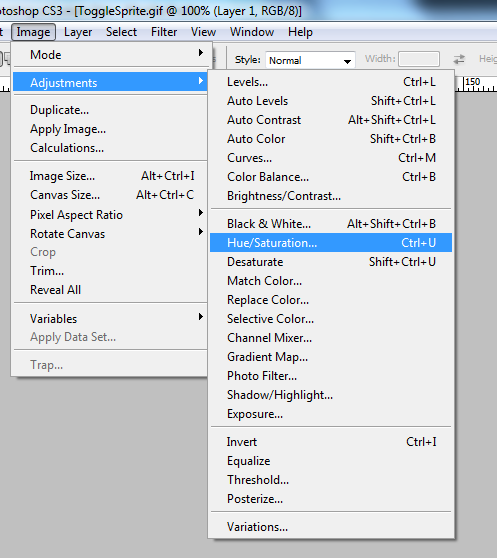 otoshop CS3 - [ToggleSprite.gif @ 100% (Layer 1, RGB/8)]
t Image Layer Select Filter View Window Help
Style: Normal Width: Heig
150
Mode
Adjustments
Duplicate...
Apply Image...
Calculations...
Image Size... Alt+Ctrl+I
Canvas Size... Alt+Ctrl+C
Pixel Aspect Ratio
Rotate Canvas
Crop
Trim...
Reveal All
Variables
Apply Data Set...
Trap...
Levels... Ctrl+L
Auto Levels Shift+Ctrl+L
Auto Contrast Alt+Shift+Ctrl+L
Auto Color Shift+Ctrl+B
Curves... Ctrl+M
Color Balance... Ctrl+B
Brightness/Contrast...
Black & White... Alt+Shift+Ctrl+B
Hue/Saturation... Ctrl+U
Desaturate Shift+Ctrl+U
Match Color...
Replace Color...
Selective Color...
Channel Mixer...
Gradient Map...
Photo Filter...
Shadow/Highlight...
Exposure...
Invert Ctrl+I
Equalize
Threshold...
Posterize...
Variations...